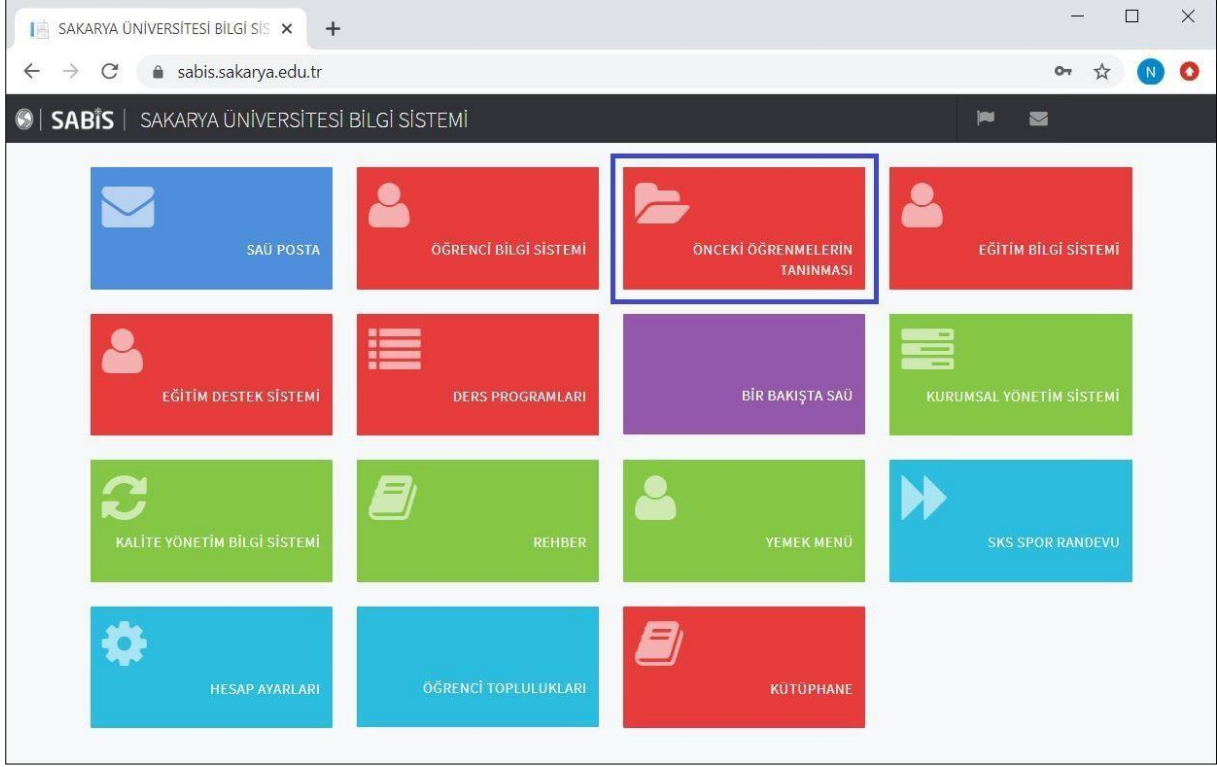 SAKARYA ÜNİVERSİTESİ BİLGİ SİS
sabis.sakarya.edu.tr
N
SABİS | SAKARYA ÜNİVERSİTESİ BİLGİ SİSTEMİ
SAÜ POSTA
ÖĞRENCİ BİLGİ SİSTEMİ
ÖNCEKİ ÖĞRENMELERİN
TANINMASI
EĞİTİM BİLGİ SİSTEMİ
EĞİTİM DESTEK SİSTEMİ
DERS PROGRAMLARI
BİR BAKIŞTA SAÜ
KURUMSAL YÖNETİM SİSTEMİ
KALİTE YÖNETİM BİLGİ SİSTEMİ
REHBER
YEMEK MENÜ
SKS SPOR RANDEVU
HESAP AYARLARI
ÖĞRENCİ TOPLULUKLARI
KÜTÜPHANE